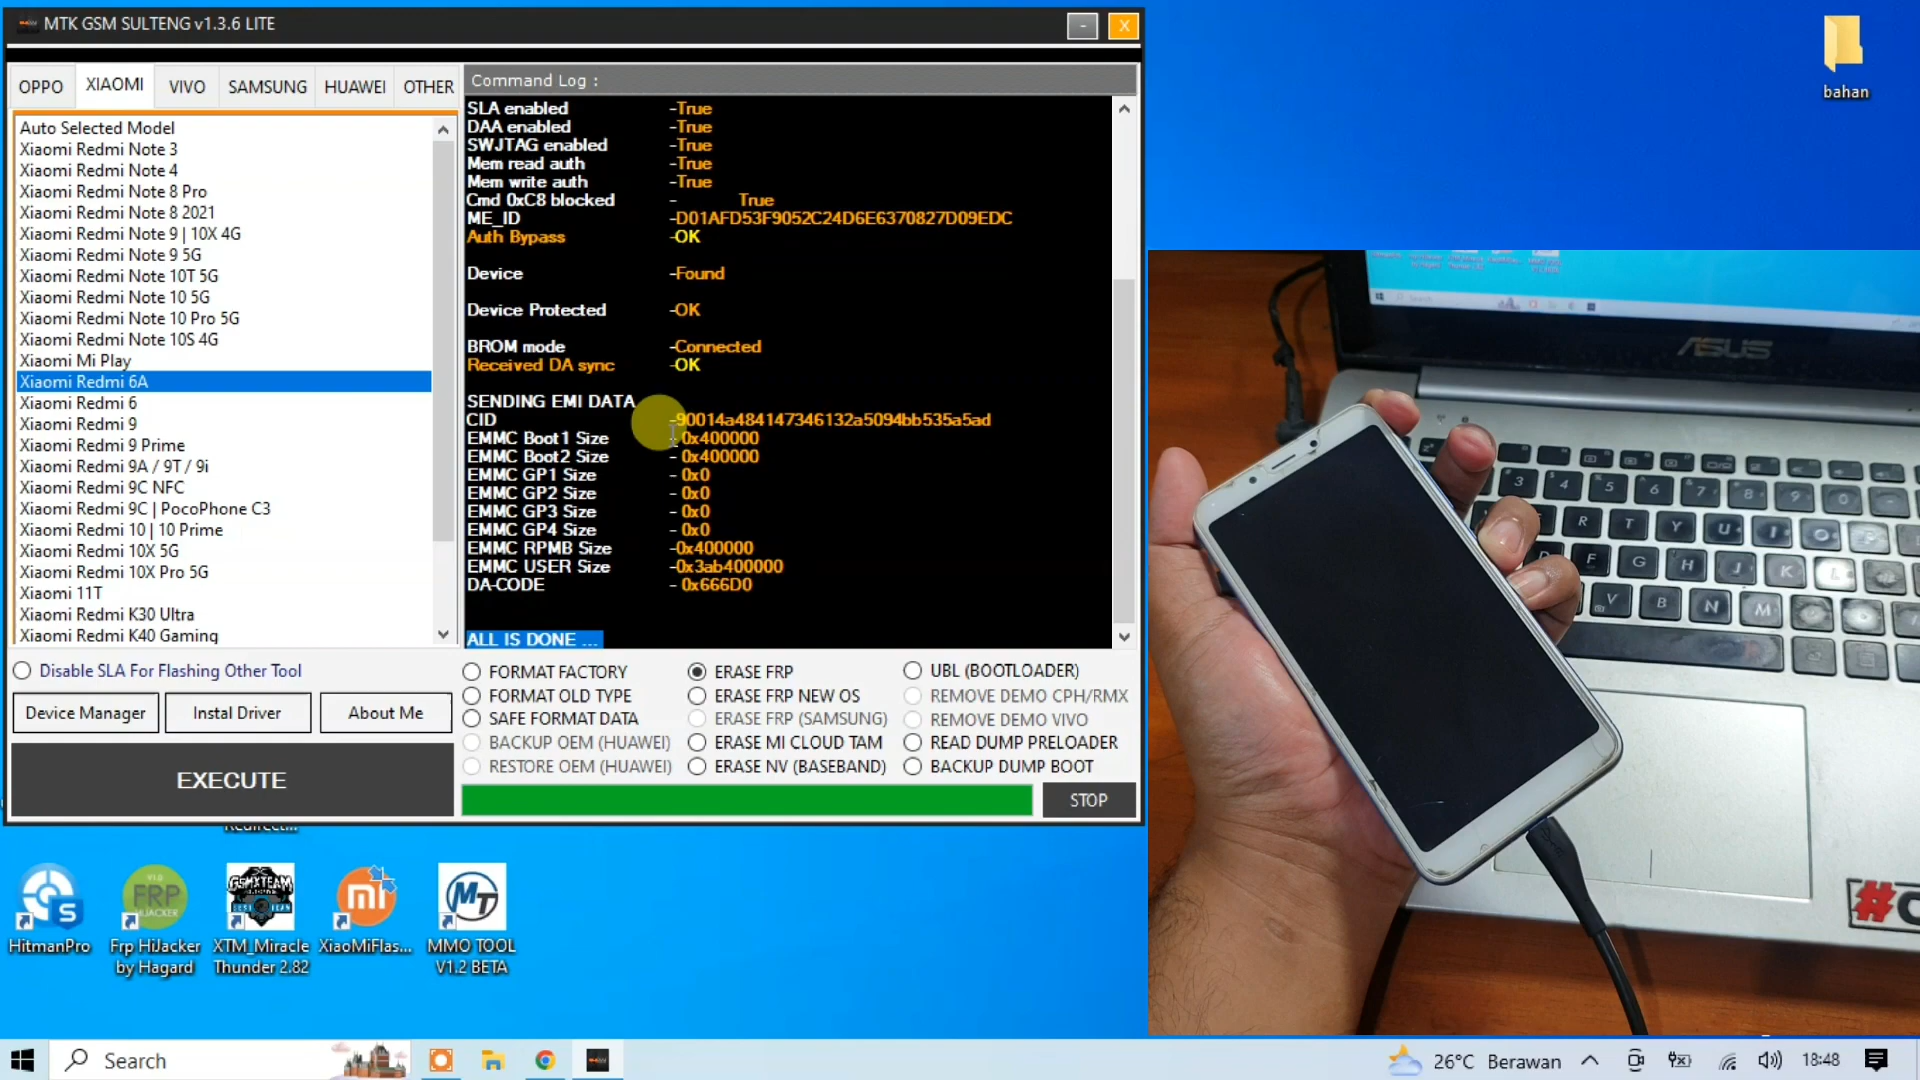 MTK GSM SULTENG v1.3.6 LITE
-
X
bahan
OPPO
XIAOMI
VIVO
SAMSUNG
HUAWEI
OTHER
Auto Selected Model
Xiaomi Redmi Note 3
Xiaomi Redmi Note 4
Xiaomi Redmi Note 8 Pro
Xiaomi Redmi Note 8 2021
Xiaomi Redmi Note 9 | 10X 4G
Xiaomi Redmi Note 9 5G
Xiaomi Redmi Note 10T 5G
Xiaomi Redmi Note 10 5G
Xiaomi Redmi Note 10 Pro 5G
Xiaomi Redmi Note 10S 4G
Xiaomi Mi Play
Xiaomi Redmi 6A
Xiaomi Redmi 6
Xiaomi Redmi 9
Xiaomi Redmi 9 Prime
Xiaomi Redmi 9A / 9T / 9i
Xiaomi Redmi 9C NFC
Xiaomi Redmi 9C | PocoPhone C3
Xiaomi Redmi 10 | 10 Prime
Xiaomi Redmi 10X 5G
Xiaomi Redmi 10X Pro 5G
Xiaomi 11T
Xiaomi Redmi K30 Ultra
Xiaomi Redmi K40 Gaming
Command Log :
SLA enabled -True
DAA enabled -True
SWJTAG enabled -True
Mem read auth -True
Mem write auth -True
Cmd 0xC8 blocked - True
ME_ID -D01AFD53F9052C24D6E6370827D09EDC
Auth Bypass -OK
Device -Found
Device Protected -OK
BROM mode -Connected
Received DA sync -OK
SENDING EMI DATA
CID -90014a484147346132a5094bb535a5ad
EMMC Boot1 Size - 0x400000
EMMC Boot2 Size - 0x400000
EMMC GP1 Size - 0x0
EMMC GP2 Size - 0x0
EMMC GP3 Size - 0x0
EMMC GP4 Size - 0x0
EMMC RPMB Size -0x400000
EMMC USER Size -0x3ab400000
DA-CODE - 0x666D0
ALL IS DONE ...
Disable SLA For Flashing Other Tool
Device Manager
Instal Driver
About Me
EXECUTE
FORMAT FACTORY
FORMAT OLD TYPE
SAFE FORMAT DATA
BACKUP OEM (HUAWEI)
RESTORE OEM (HUAWEI)
ERASE FRP
ERASE FRP NEW OS
ERASE FRP (SAMSUNG)
ERASE MI CLOUD TAM
ERASE NV (BASEBAND)
UBL (BOOTLOADER)
REMOVE DEMO CPH/RMX
REMOVE DEMO VIVO
READ DUMP PRELOADER
BACKUP DUMP BOOT
STOP
ASUS
HitmanPro
Frp HiJacker
by Hagard
XTM_Miracle
Thunder 2.82
XiaoMiFlas...
MMO TOOL
V1.2 BETA
Search
26°C Berawan
18:48